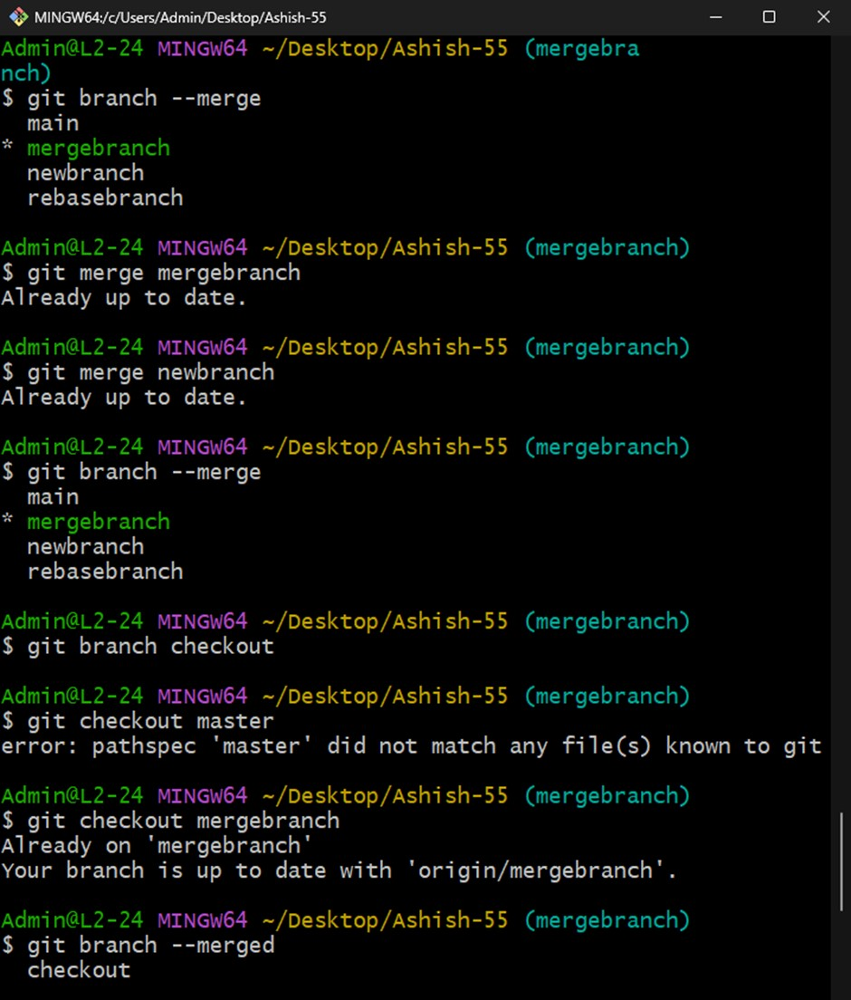 MINGW64:/c/Users/Admin/Desktop/Ashish-55
Admin@L2-24 MINGW64 ~/Desktop/Ashish-55 (mergebra
nch)
$ git branch --merge
  main
* mergebranch
  newbranch
  rebasebranch
Admin@L2-24 MINGW64 ~/Desktop/Ashish-55 (mergebranch)
$ git merge mergebranch
Already up to date.
Admin@L2-24 MINGW64 ~/Desktop/Ashish-55 (mergebranch)
$ git merge newbranch
Already up to date.
Admin@L2-24 MINGW64 ~/Desktop/Ashish-55 (mergebranch)
$ git branch --merge
  main
* mergebranch
  newbranch
  rebasebranch
Admin@L2-24 MINGW64 ~/Desktop/Ashish-55 (mergebranch)
$ git branch checkout
Admin@L2-24 MINGW64 ~/Desktop/Ashish-55 (mergebranch)
$ git checkout master
error: pathspec 'master' did not match any file(s) known to git
Admin@L2-24 MINGW64 ~/Desktop/Ashish-55 (mergebranch)
$ git checkout mergebranch
Already on 'mergebranch'
Your branch is up to date with 'origin/mergebranch'.
Admin@L2-24 MINGW64 ~/Desktop/Ashish-55 (mergebranch)
$ git branch --merged
  checkout